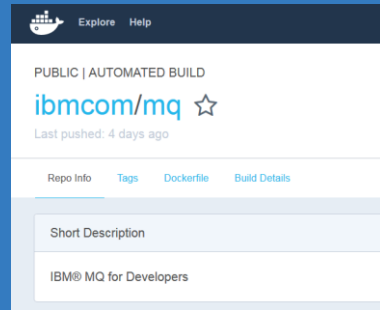 Explore Help
PUBLIC | AUTOMATED BUILD
ibmcom/mq
Last pushed: 4 days ago
Repo Info Tags Dockerfile Build Details
Short Description
IBM® MQ for Developers